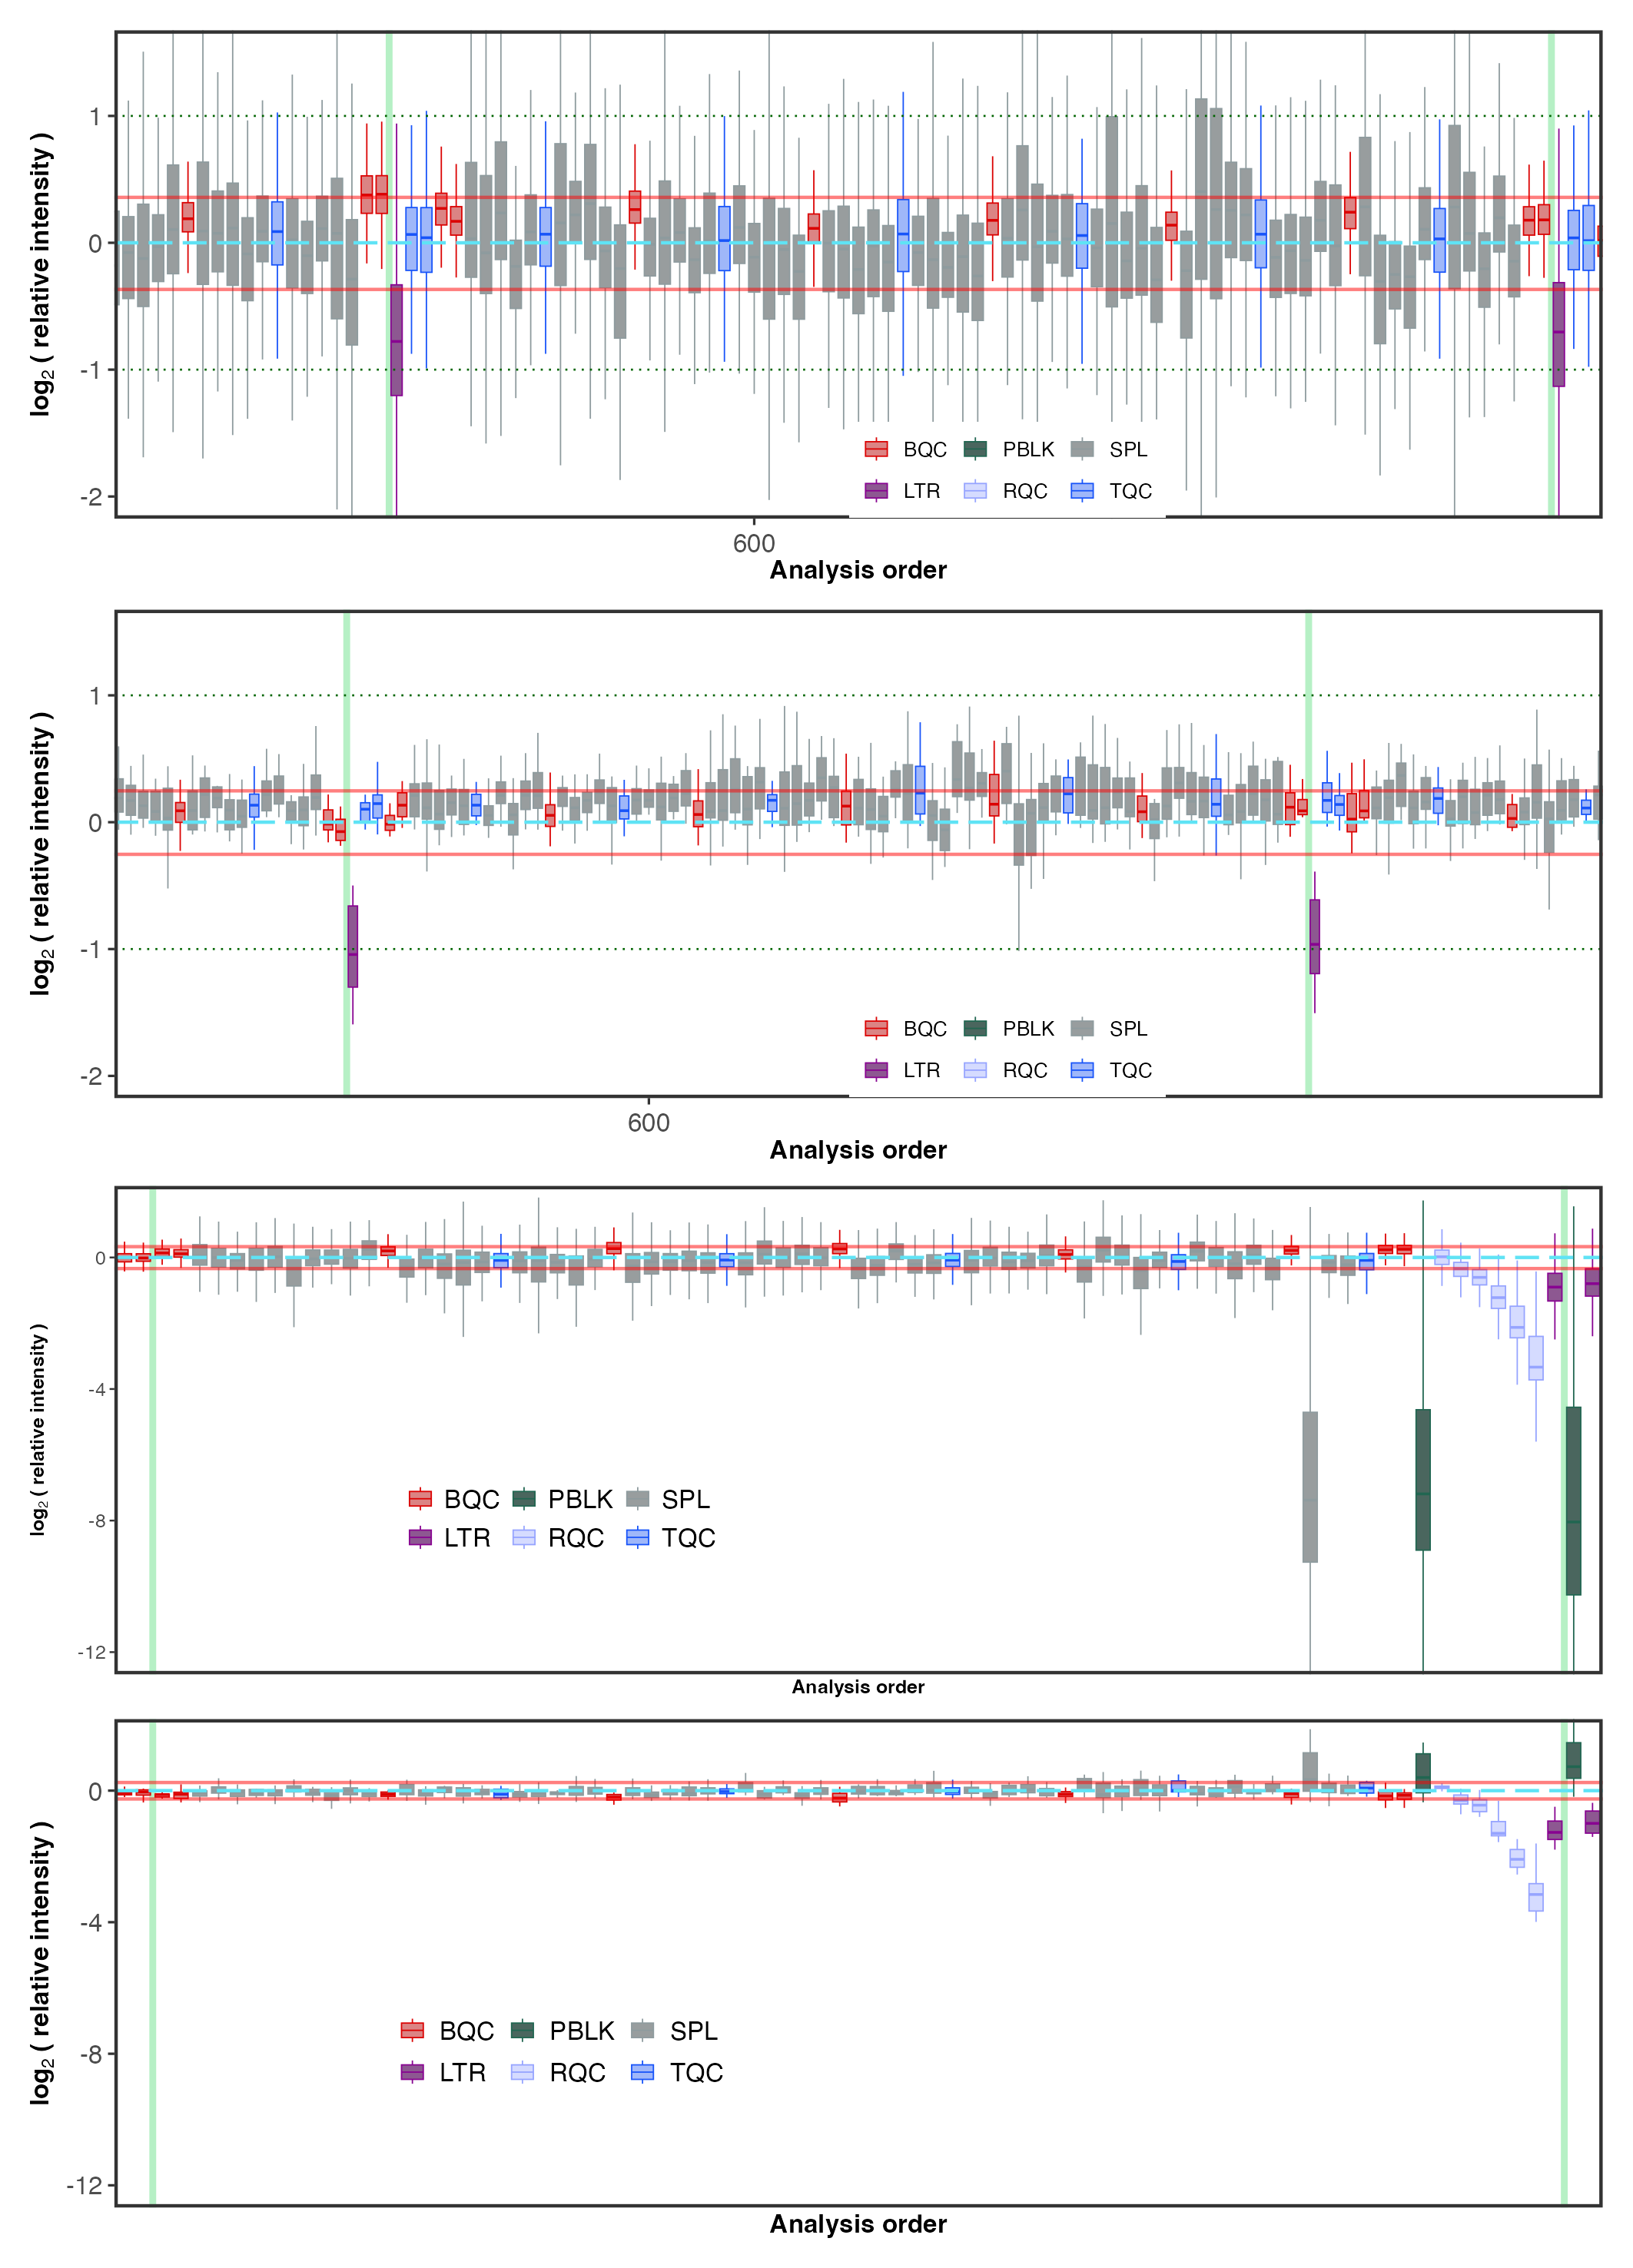 log2 ( relative intensity )
1
0
-1
-2
BQC PBLK SPL
LTR RQC TQC
600
Analysis order
log2 ( relative intensity )
1
0
-1
-2
BQC PBLK SPL
LTR RQC TQC
600
Analysis order
log2 ( relative intensity )
0
-4
-8
-12
BQC PBLK SPL
LTR RQC TQC
Analysis order
log2 ( relative intensity )
0
-4
-8
-12
BQC PBLK SPL
LTR RQC TQC
Analysis order